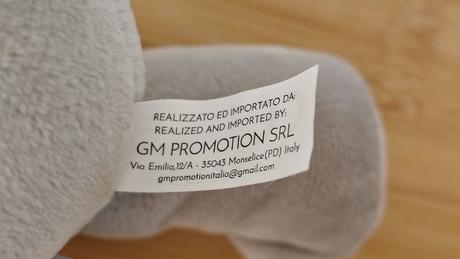 REALIZZATO ED IMPORTATO DA:
REALIZED AND IMPORTED BY:
GM PROMOTION SRL
Via Emilia,12/A - 35043 Monselice(PD) Italy
gmpromotionitalia@gmail.com